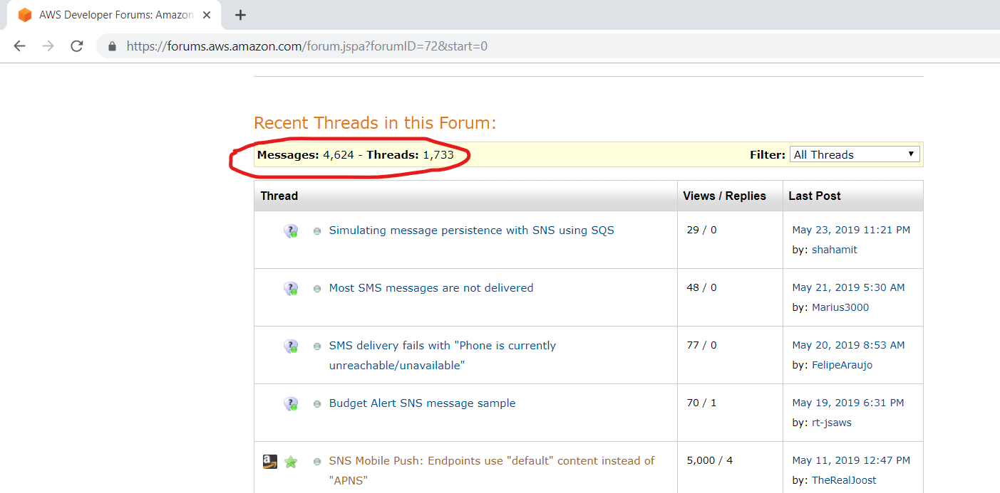 AWS Developer Forums: Amazon
https://forums.aws.amazon.com/forum.jspa?forumID=72&start=0
Recent Threads in this Forum:
Messages: 4,624 - Threads: 1,733 Filter: All Threads
Thread Views / Replies Last Post
Simulating message persistence with SNS using SQS 29 / 0 May 23, 2019 11:21 PM
by: shahamit
Most SMS messages are not delivered 48 / 0 May 21, 2019 5:30 AM
by: Marius3000
SMS delivery fails with "Phone is currently 77 / 0 May 20, 2019 8:53 AM
unreachable/unavailable" by: FelipeAraujo
Budget Alert SNS message sample 70 / 1 May 19, 2019 6:31 PM
by: rt-jsaws
SNS Mobile Push: Endpoints use "default" content instead of 5,000 / 4 May 11, 2019 12:47 PM
"APNS" by: TheRealJoost